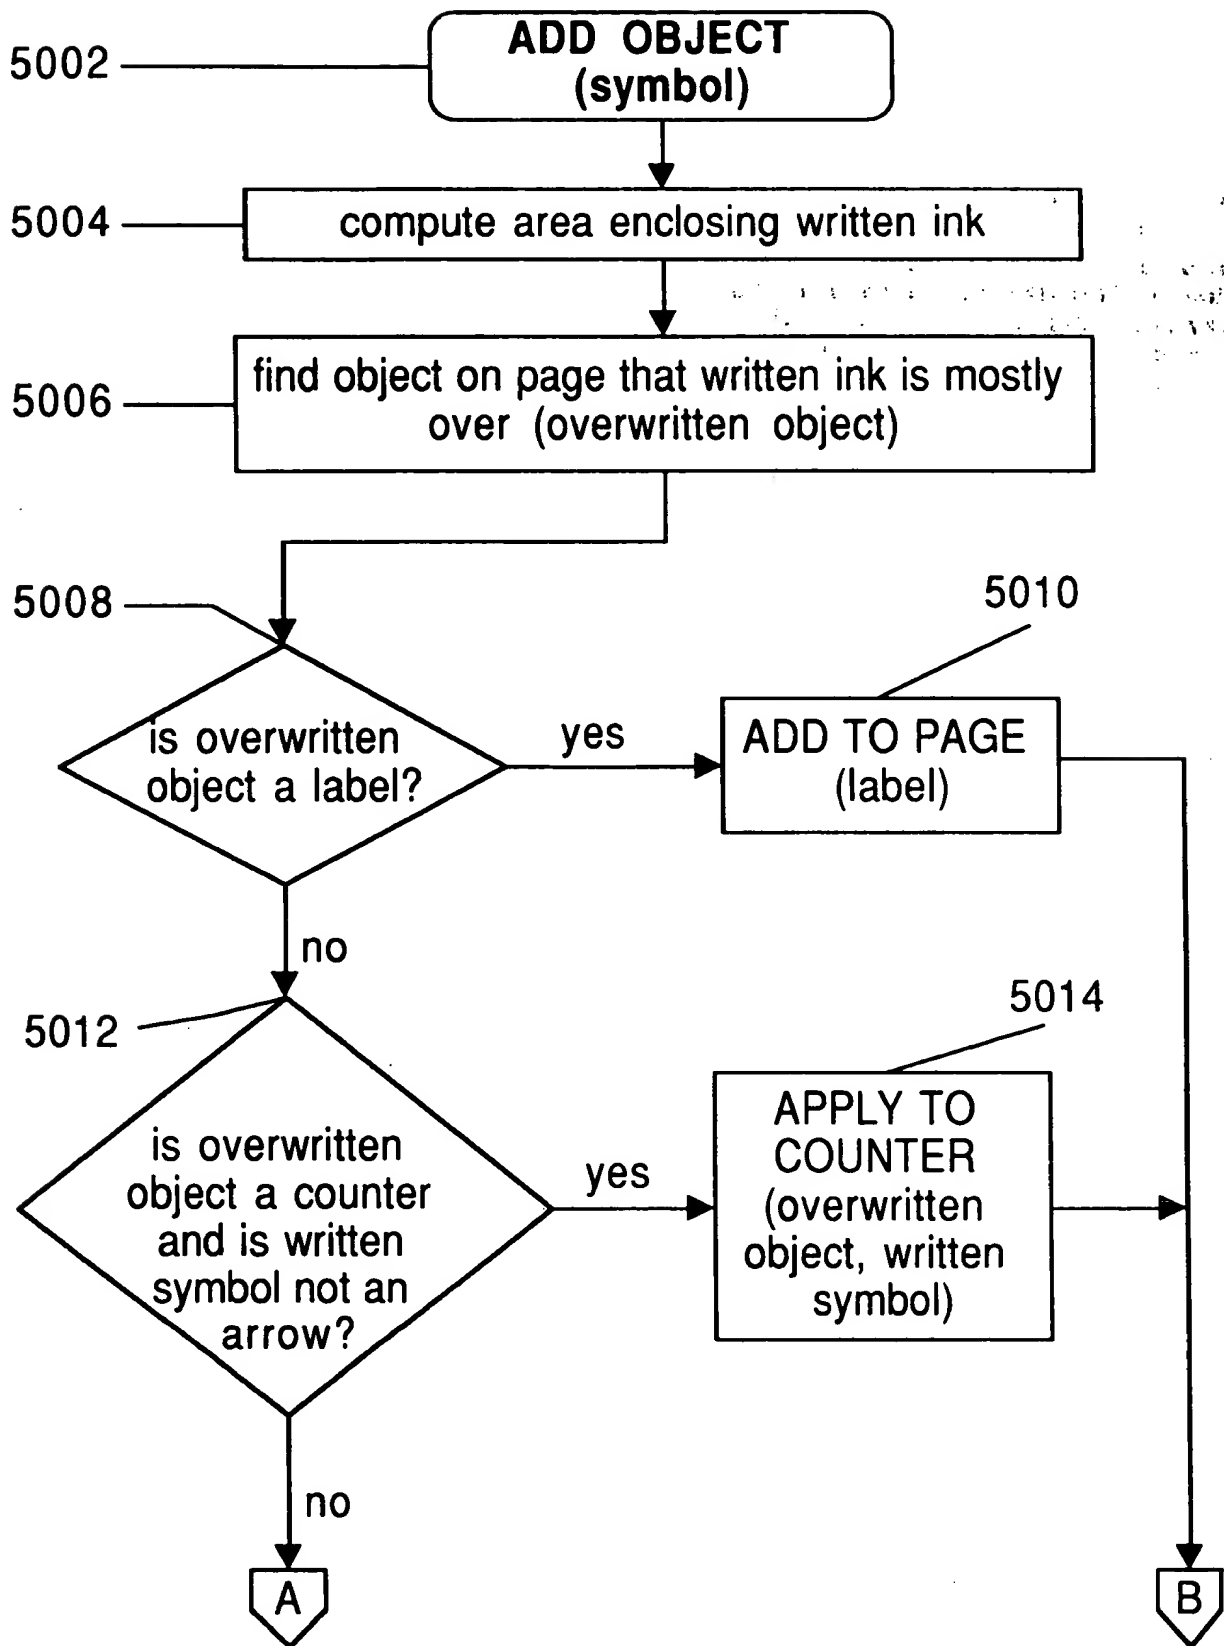 5002
ADD OBJECT
(symbol)
5004
compute area enclosing written ink
5006
find object on page that written ink is mostly
over (overwritten object)
5008
5010
is overwritten
object a label?
yes
ADD TO PAGE
(label)
no
5012
5014
is overwritten
object a counter
and is written
symbol not an
arrow?
yes
APPLY TO
COUNTER
(overwritten
object, written
symbol)
no
A
B